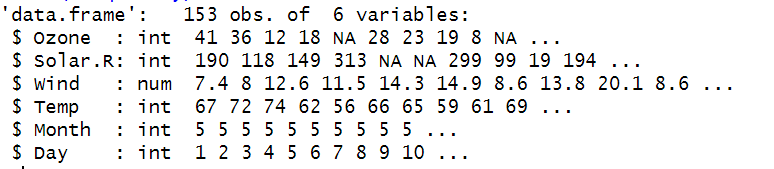 'data.frame':   153 obs. of  6 variables:
 $ Ozone  : int  41 36 12 18 NA 28 23 19 8 NA ...
 $ Solar.R: int  190 118 149 313 NA NA 299 99 19 194 ...
 $ Wind   : num  7.4 8 12.6 11.5 14.3 14.9 8.6 13.8 20.1 8.6 ...
 $ Temp   : int  67 72 74 62 56 66 65 59 61 69 ...
 $ Month  : int  5 5 5 5 5 5 5 5 5 5 ...
 $ Day    : int  1 2 3 4 5 6 7 8 9 10 ...